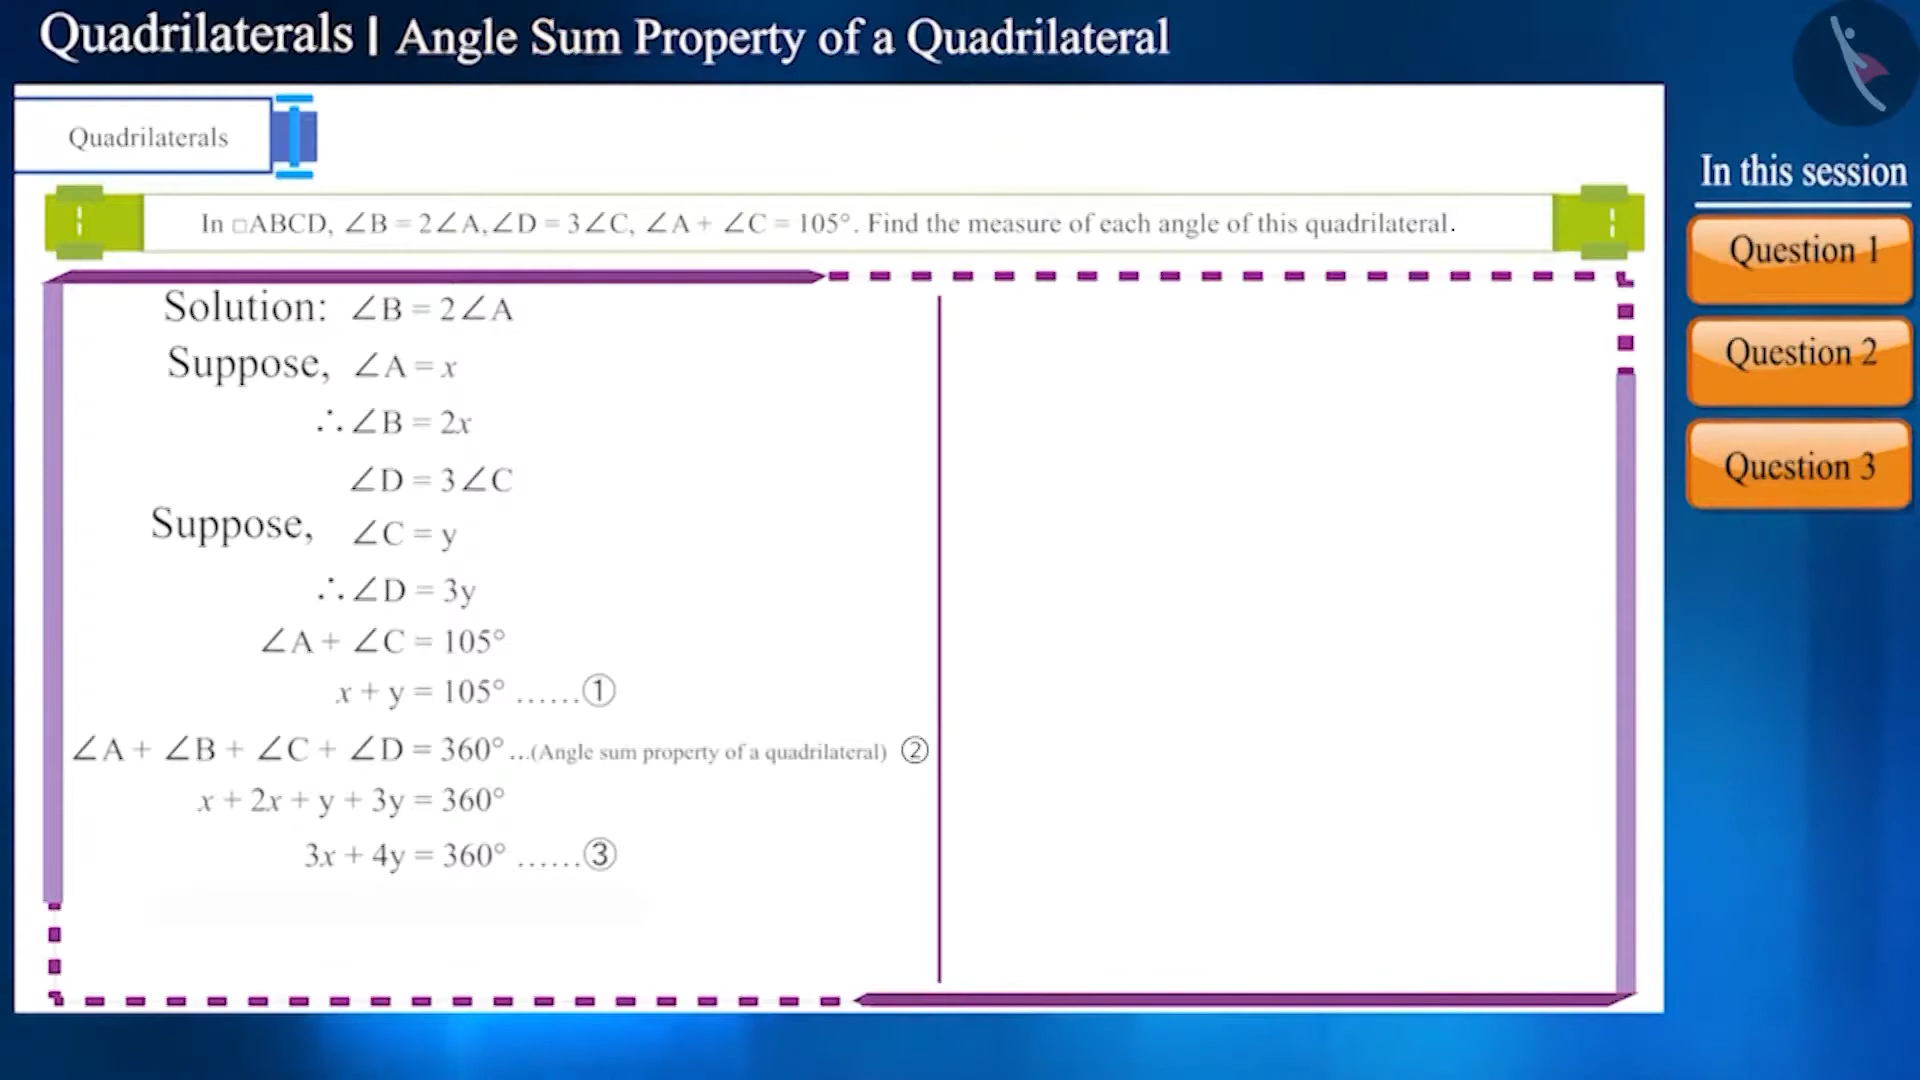 Quadrilaterals | Angle Sum Property of a Quadrilateral
Quadrilaterals
In □ABCD, ∠B = 2∠A,∠D = 3∠C, ∠A + ∠C = 105°. Find the measure of each angle of this quadrilateral.
Solution: ∠B = 2∠A
Suppose, ∠A = x
∴ ∠B = 2x
∠D = 3∠C
Suppose, ∠C = y
∴ ∠D = 3y
∠A + ∠C = 105°
x + y = 105° ......①
∠A + ∠B + ∠C + ∠D = 360° ...(Angle sum property of a quadrilateral) ②
x + 2x + y + 3y = 360°
3x + 4y = 360° ......③
In this session
Question 1
Question 2
Question 3